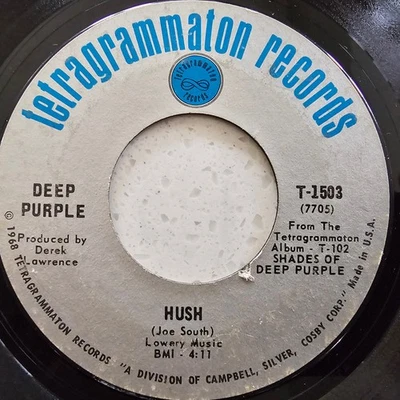 tetragrammaton records
tetragrammaton
records
DEEP
PURPLE
T-1503
(7705)
Produced by
Derek
Lawrence
From The
Tetragrammaton
Album - T-102
SHADES OF
DEEP PURPLE
HUSH
(Joe South)
Lowery Music
BMI - 4:11
© 1968 TETRAGRAMMATON RECORDS "A DIVISION OF CAMPBELL, SILVER, COSBY CORP." Made in U.S.A.